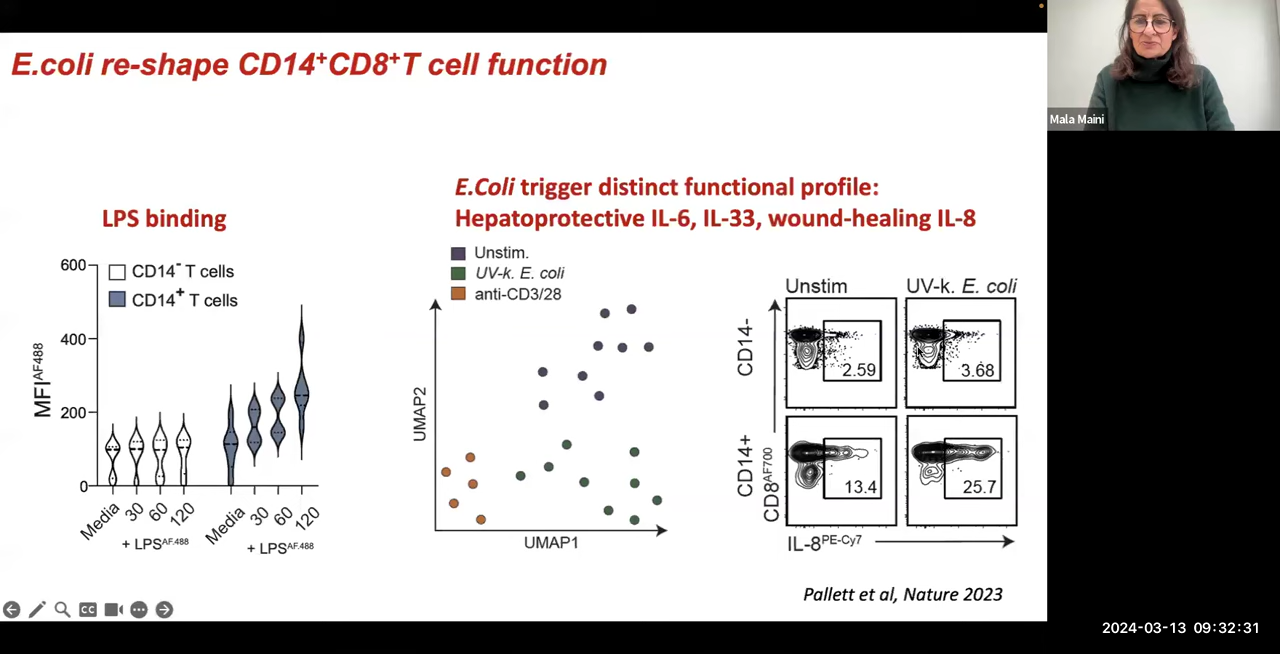 E.coli re-shape CD14+CD8+T cell function
Mala Maini
E.Coli trigger distinct functional profile:
Hepatoprotective IL-6, IL-33, wound-healing IL-8
LPS binding
600
400
200
0
MFI AF488
CD14- T cells
CD14+ T cells
Media
30
60
120
+ LPS AF.488
Media
30
60
120
+ LPS AF.488
Unstim.
UV-k. E. coli
anti-CD3/28
UMAP2
UMAP1
Unstim
UV-k. E. coli
CD14-
2.59
3.68
CD14+
CD8 AF700
13.4
25.7
IL-8 PE-Cy7
Pallett et al, Nature 2023
CC
2024-03-13 09:32:31